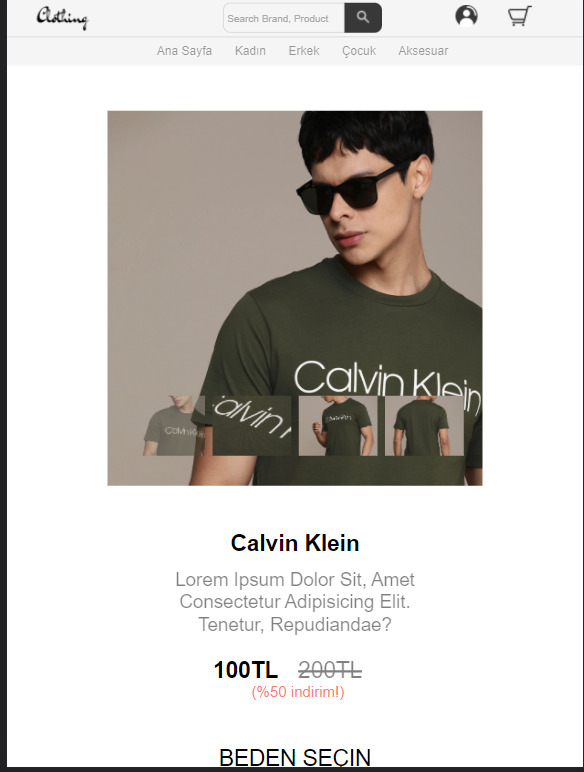 Clothing
Search Brand, Product
Ana Sayfa Kadın Erkek Çocuk Aksesuar
Calvin Klein
Calvin Klein
Lorem Ipsum Dolor Sit, Amet
Consectetur Adipisicing Elit.
Tenetur, Repudiandae?
100TL 200TL
(%50 indirim!)
BEDEN SEÇİN